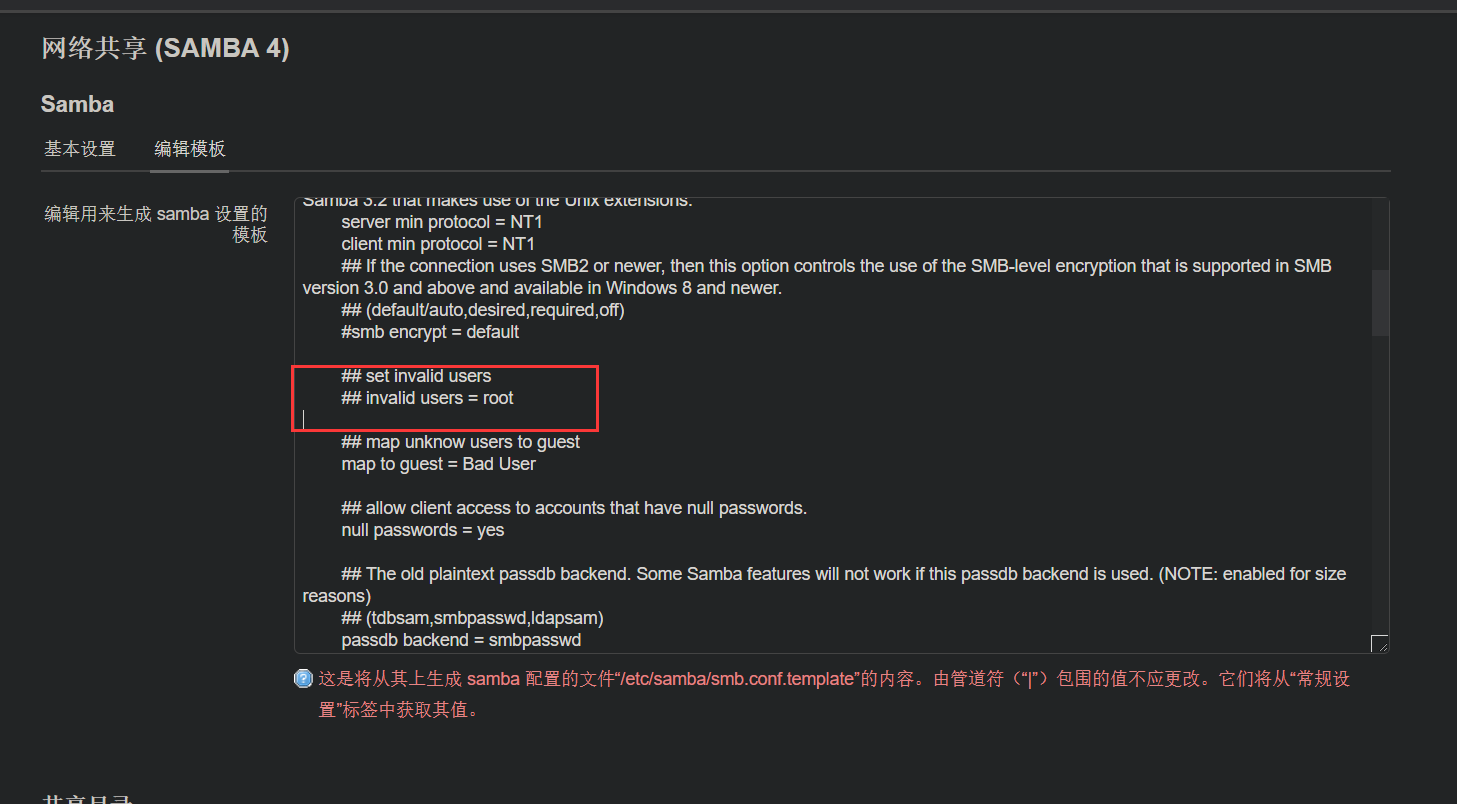 网络共享 (SAMBA 4)
Samba
基本设置 编辑模板
编辑用来生成 samba 设置的
模板
Samba 3.2 that makes use of the Unix extensions.
server min protocol = NT1
client min protocol = NT1
## If the connection uses SMB2 or newer, then this option controls the use of the SMB-level encryption that is supported in SMB
version 3.0 and above and available in Windows 8 and newer.
## (default/auto,desired,required,off)
#smb encrypt = default
## set invalid users
## invalid users = root
## map unknow users to guest
map to guest = Bad User
## allow client access to accounts that have null passwords.
null passwords = yes
## The old plaintext passdb backend. Some Samba features will not work if this passdb backend is used. (NOTE: enabled for size
reasons)
## (tdbsam,smbpasswd,ldapsam)
passdb backend = smbpasswd
这是将从其上生成 samba 配置的文件“/etc/samba/smb.conf.template”的内容。由管道符（“|”）包围的值不应更改。它们将从“常规设
置”标签中获取其值。
共享目录